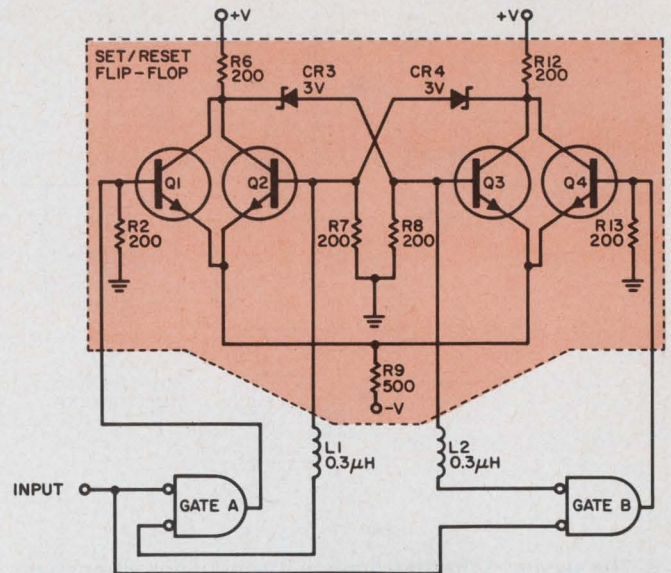 +V
+V
SET/RESET
FLIP-FLOP
R6
200
CR3
3V
CR4
3V
R12
200
Q1
Q2
Q3
Q4
R2
200
R7
200
R8
200
R13
200
R9
500
-V
L1
0.3μH
L2
0.3μH
INPUT
GATE A
GATE B